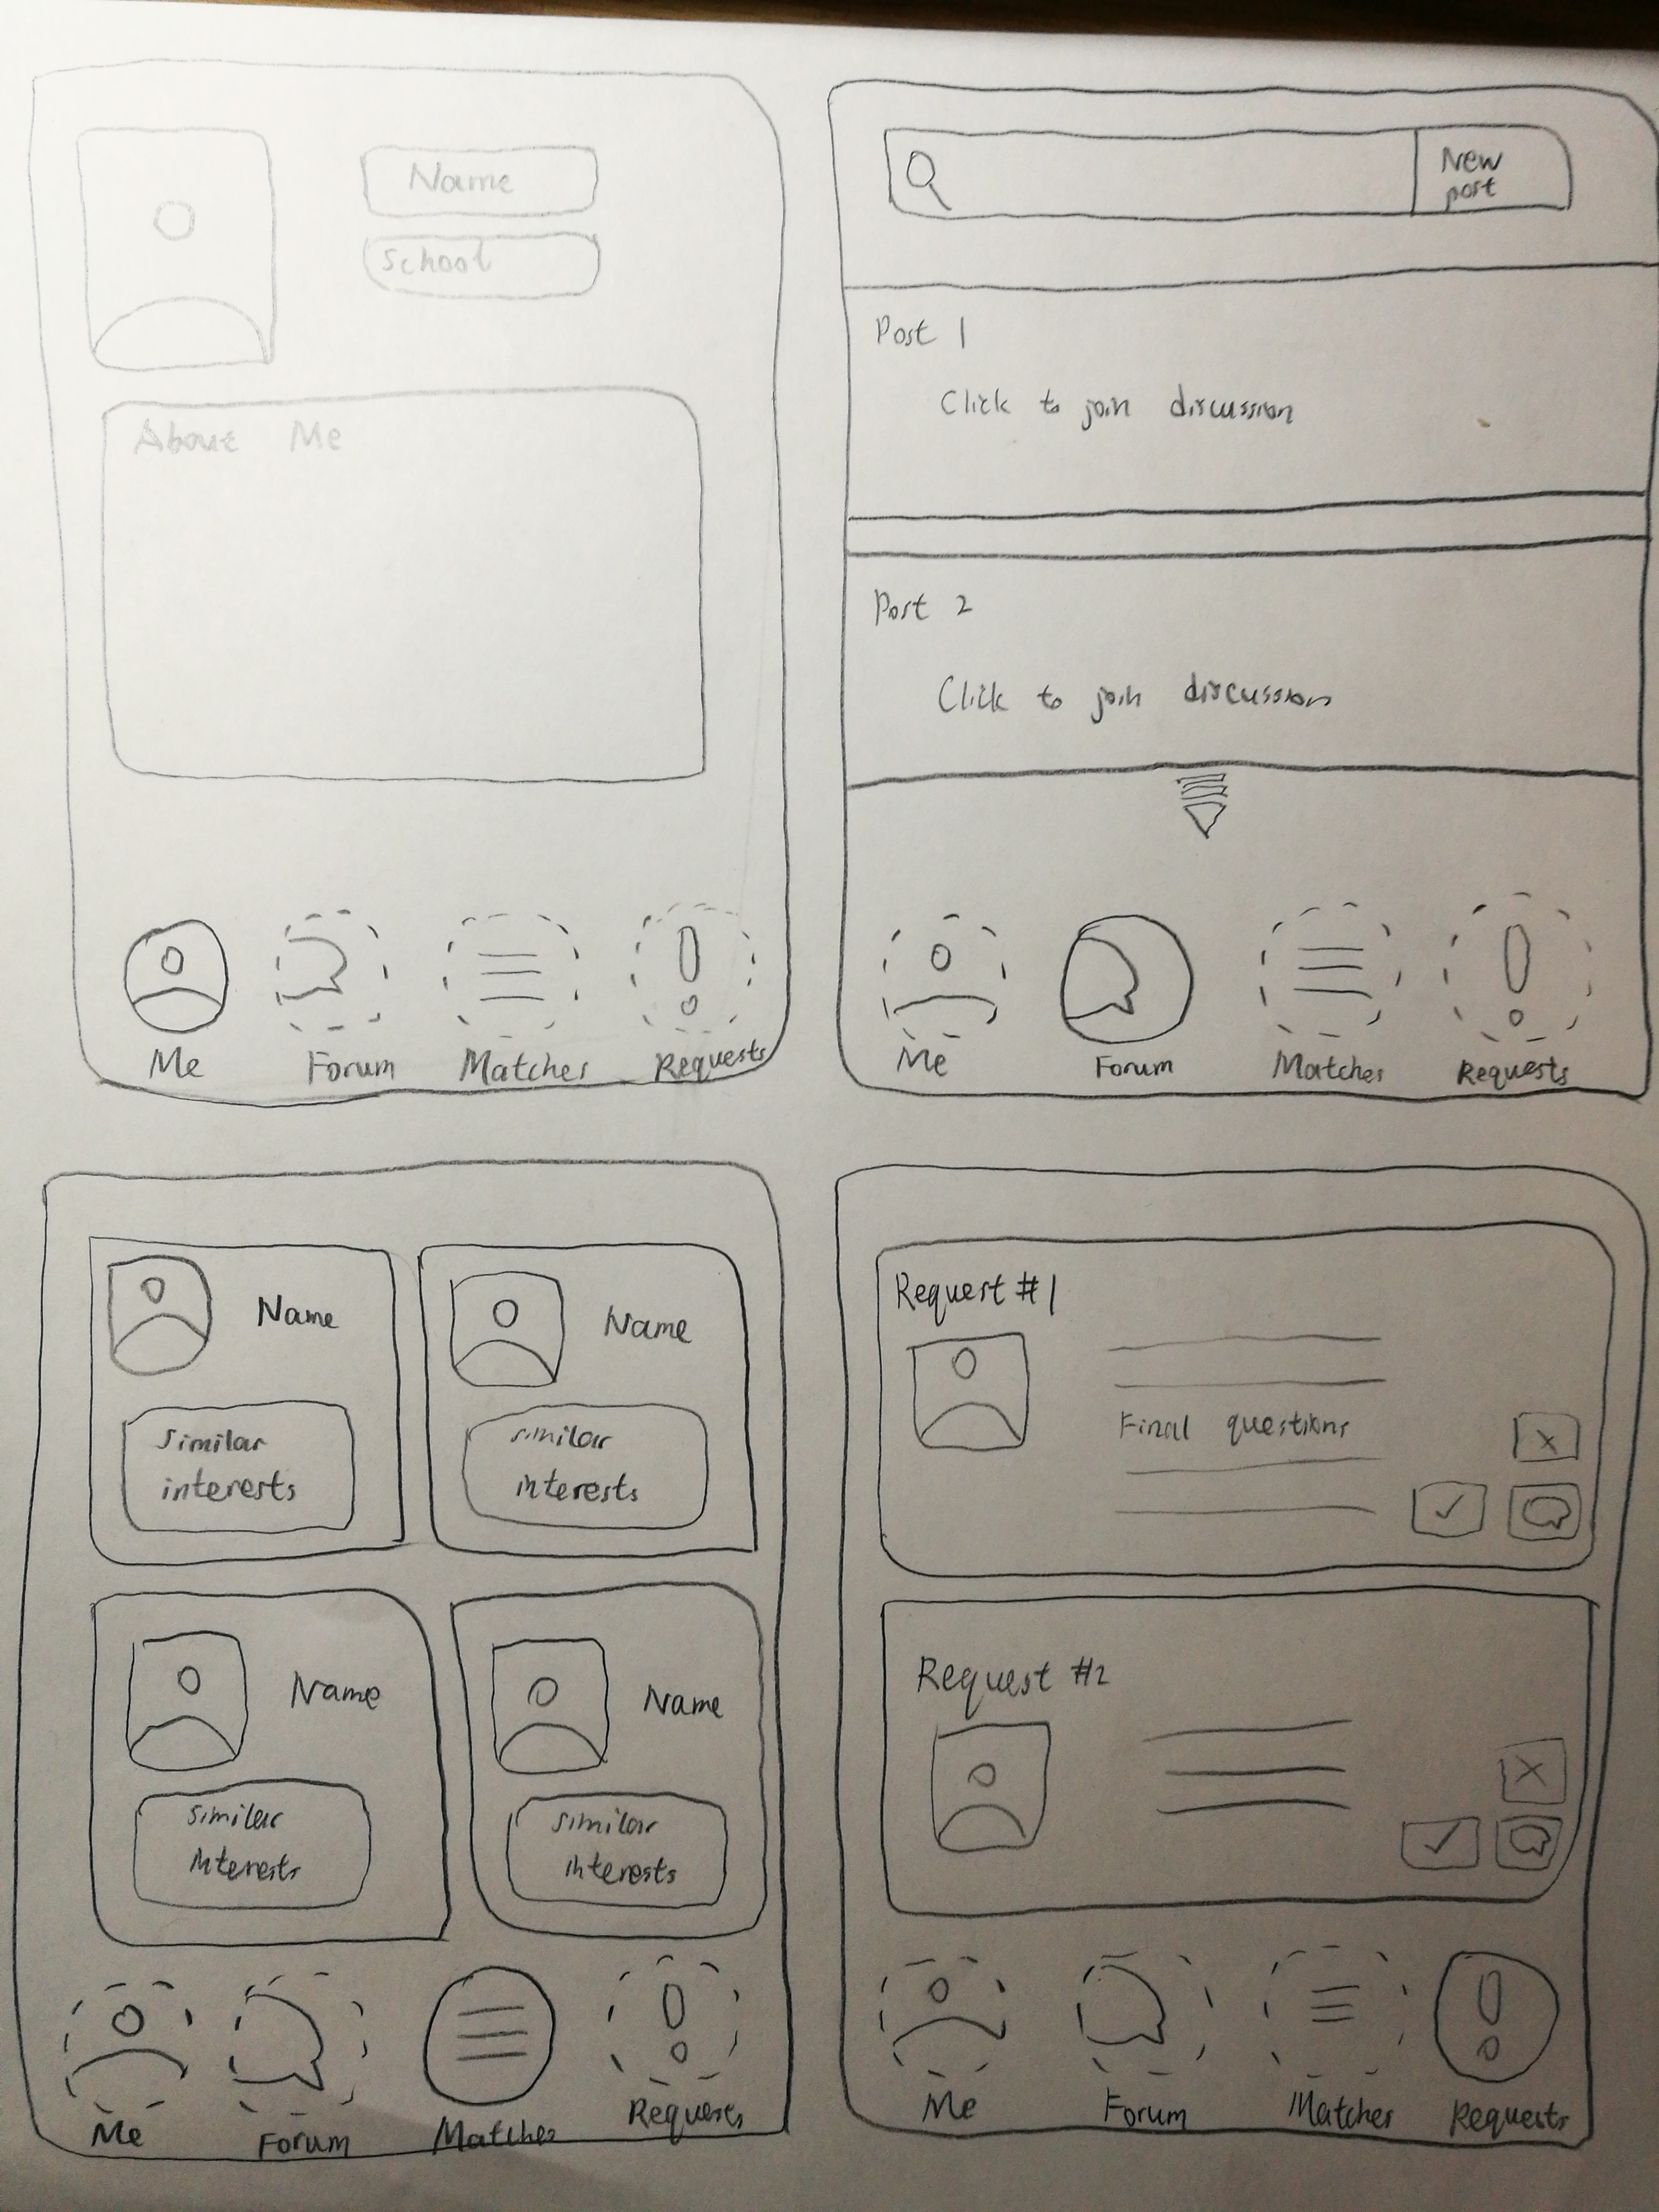 Name
School
About Me
Me Forum Matches Requests
New
post
Post 1
Click to join discussion
Post 2
Click to join discussion
Me Forum Matches Requests
Name
Similar
interests
Name
similar
interests
Name
similar
interests
Name
similar
interests
Me Forum Matches Requests
Request #1
Final questions
Request #2
Me Forum Matches Requests